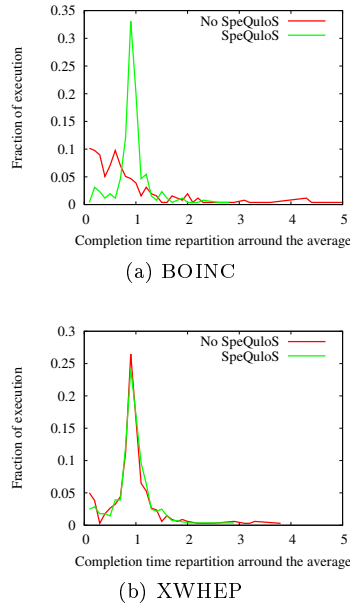 0.35
No SpeQuloS
SpeQuloS
0.3
0.25
0.2
0.15
0.1
0.05
0
0 1 2 3 4 5
Fraction of execution
Completion time repartition arround the average
(a) BOINC
0.3
No SpeQuloS
SpeQuloS
0.25
0.2
0.15
0.1
0.05
0
0 1 2 3 4 5
Fraction of execution
Completion time repartition arround the average
(b) XWHEP